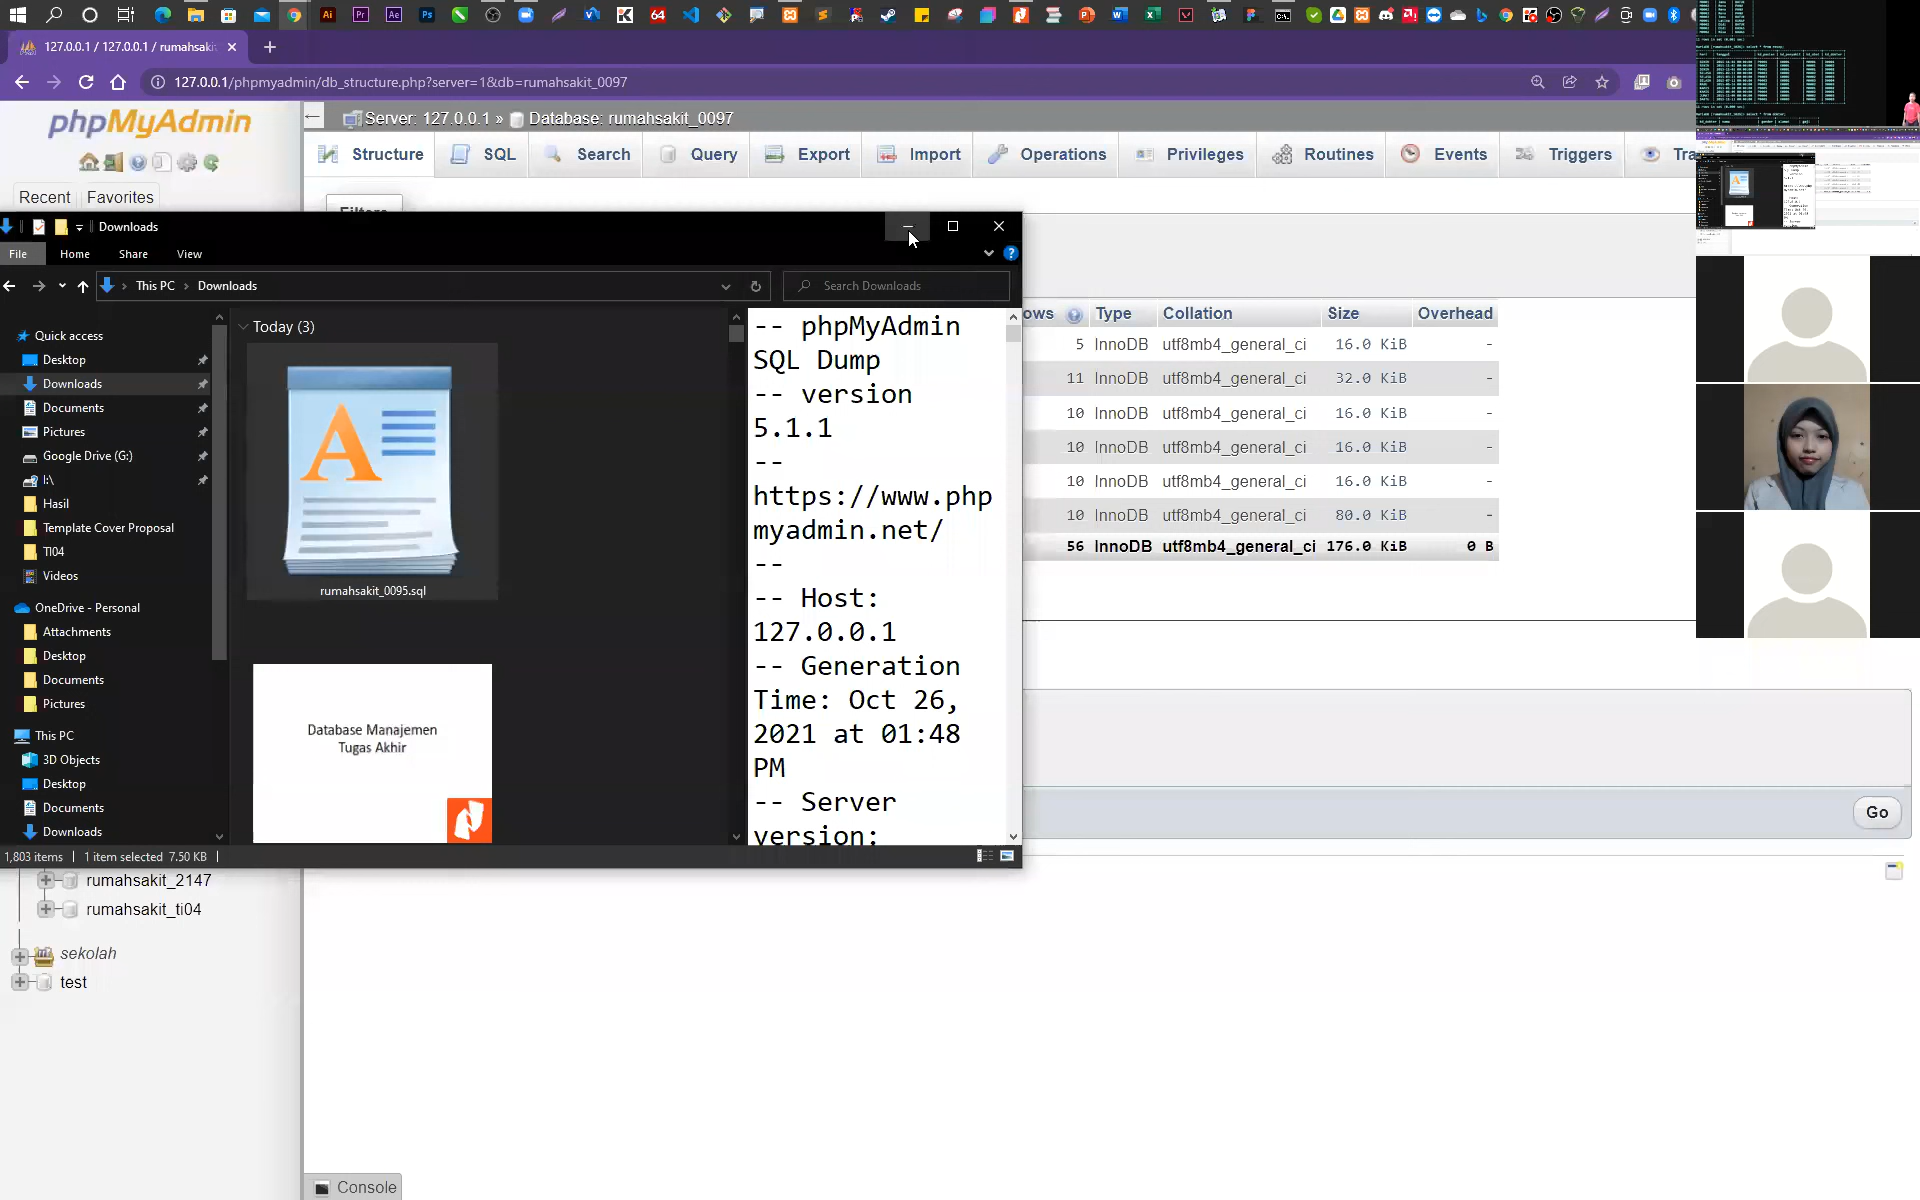 127.0.0.1 / 127.0.0.1 / rumahsaki
127.0.0.1/phpmyadmin/db_structure.php?server=1&db=rumahsakit_0097
phpMyAdmin
Recent
Favorites
Server: 127.0.0.1 » Database: rumahsakit_0097
Structure
SQL
Search
Query
Export
Import
Operations
Privileges
Routines
Events
Triggers
Tra
Filters
Downloads
File
Home
Share
View
This PC
Downloads
Search Downloads
Quick access
Desktop
Downloads
Documents
Pictures
Google Drive (G:)
I:\
Hasil
Template Cover Proposal
TI04
Videos
OneDrive - Personal
Attachments
Desktop
Documents
Pictures
This PC
3D Objects
Desktop
Documents
Downloads
Today (3)
rumahsakit_0095.sql
Database Manajemen
Tugas Akhir
-- phpMyAdmin
SQL Dump
-- version
5.1.1
--
https://www.php
myadmin.net/
--
-- Host:
127.0.0.1
-- Generation
Time: Oct 26,
2021 at 01:48
PM
-- Server
version:
1,803 items
1 item selected 7.50 KB
ows Type Collation Size Overhead
5 InnoDB utf8mb4_general_ci 16.0 KiB -
11 InnoDB utf8mb4_general_ci 32.0 KiB -
10 InnoDB utf8mb4_general_ci 16.0 KiB -
10 InnoDB utf8mb4_general_ci 16.0 KiB -
10 InnoDB utf8mb4_general_ci 16.0 KiB -
10 InnoDB utf8mb4_general_ci 80.0 KiB -
56 InnoDB utf8mb4_general_ci 176.0 KiB 0 B
Go
rumahsakit_2147
rumahsakit_ti04
sekolah
test
Console